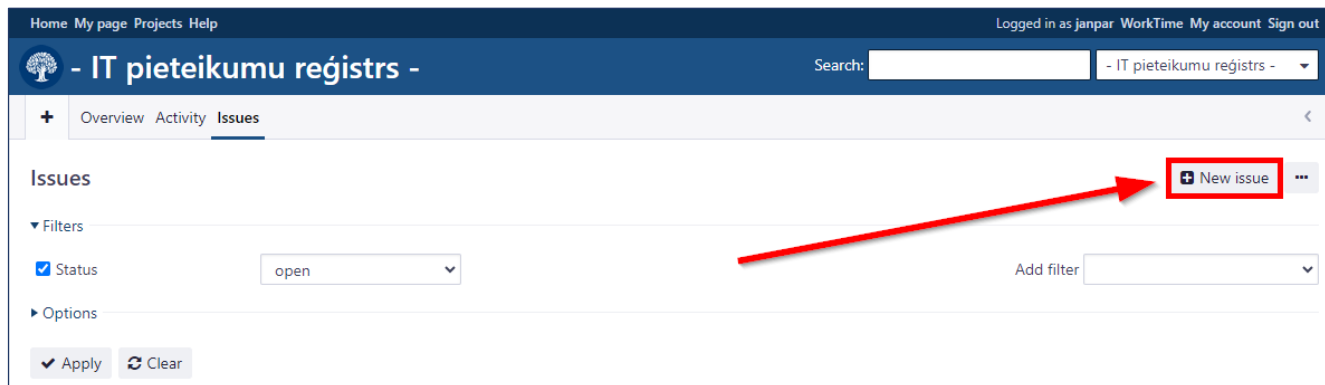 Home My page Projects Help
Logged in as janpar WorkTime My account Sign out
- IT pieteikumu reģistrs -
Search:
- IT pieteikumu reģistrs -
+ Overview Activity Issues
Issues
New issue
Filters
Status
open
Add filter
Options
Apply
Clear